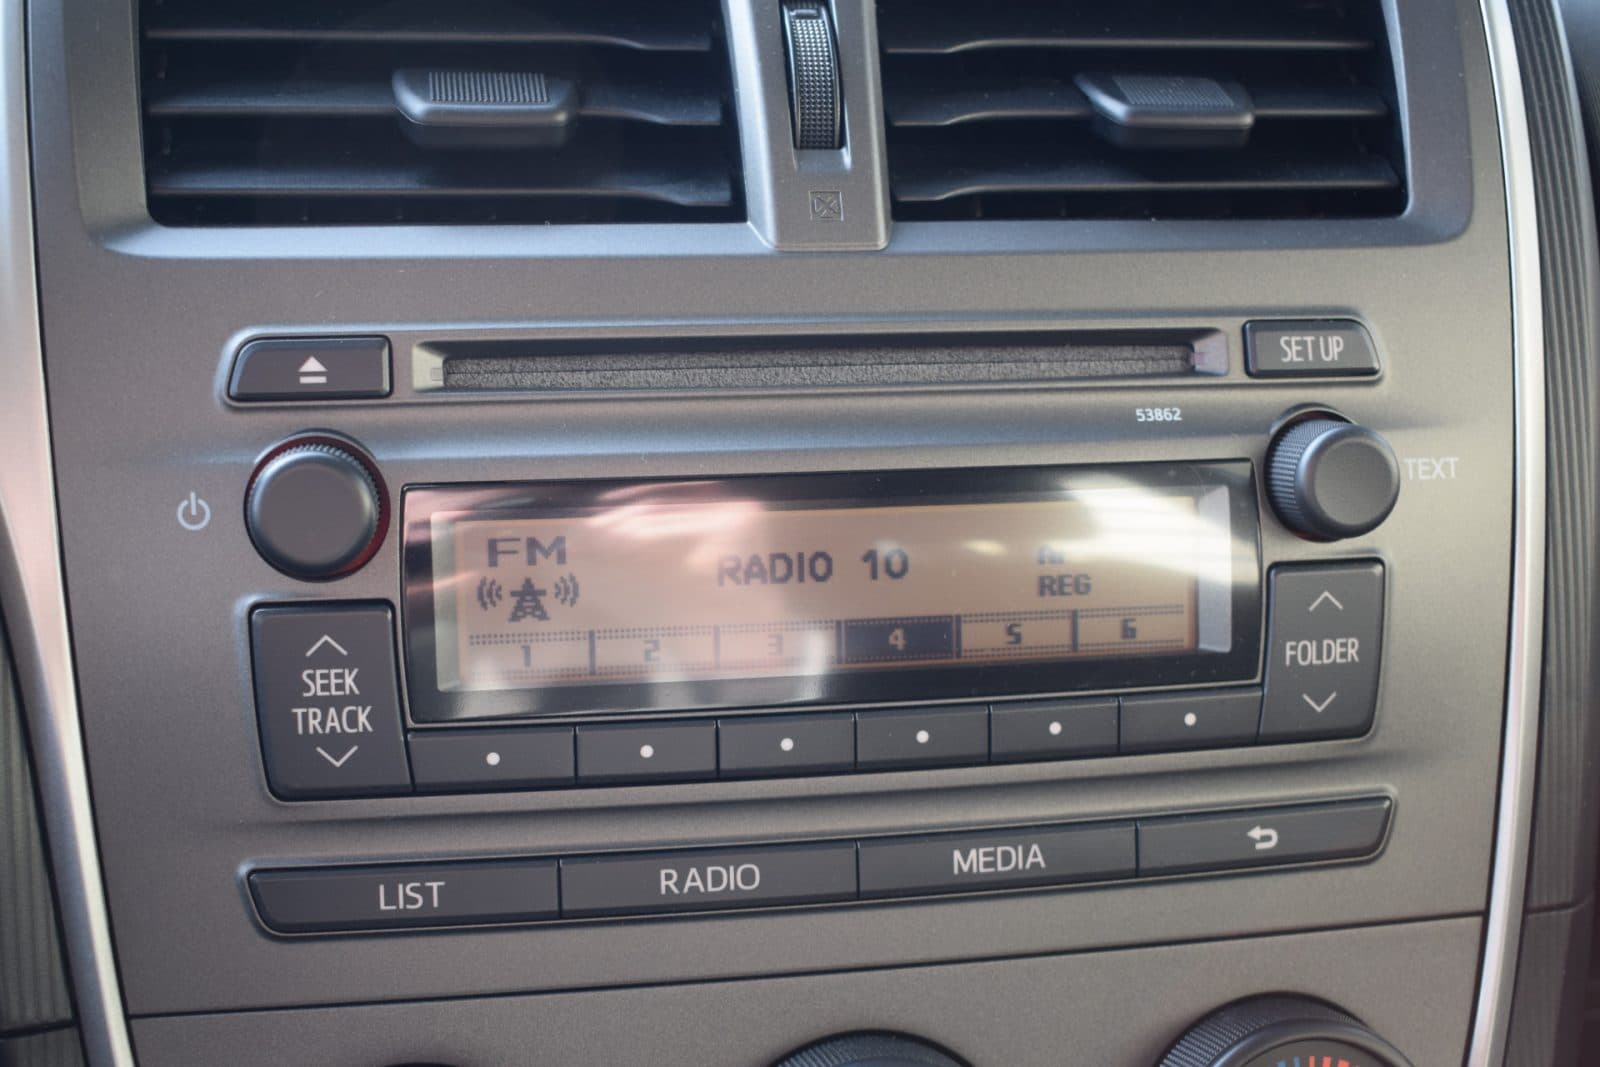 SET UP
53862
TEXT
FM
RADIO 10
REG
1 2 3 4 5 6
SEEK
TRACK
FOLDER
LIST RADIO MEDIA